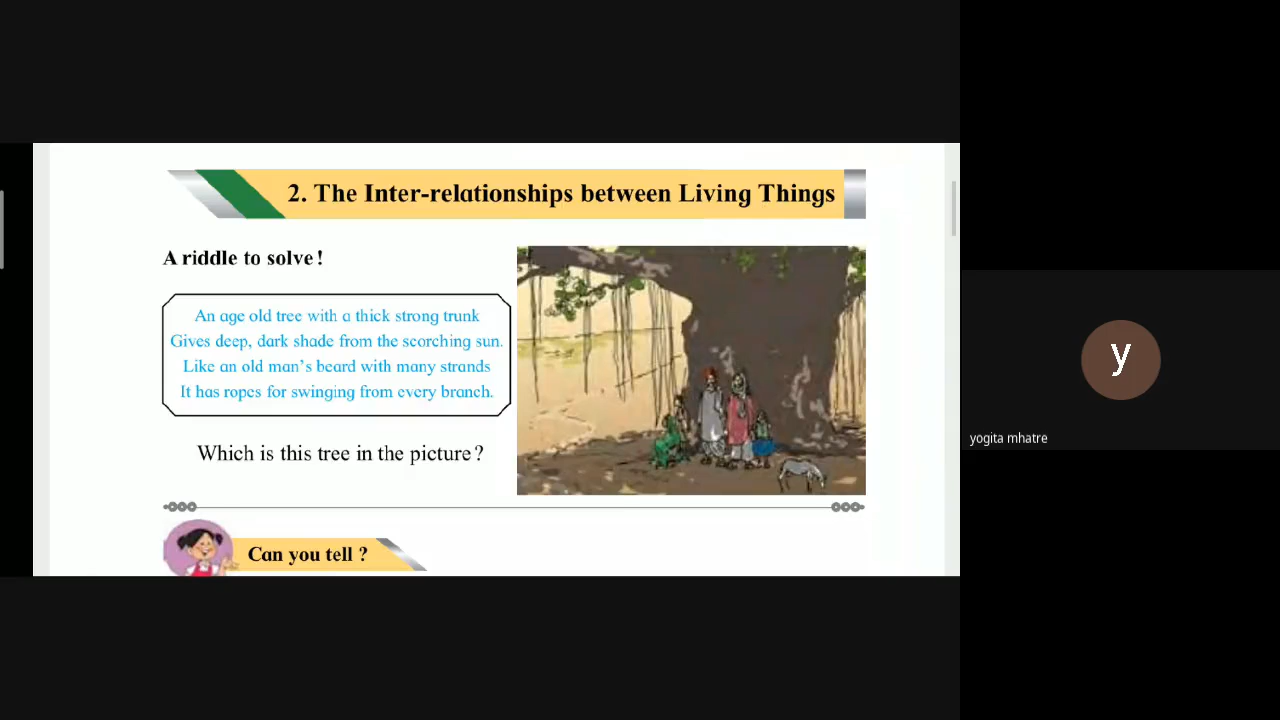 2. The Inter-relationships between Living Things
A riddle to solve!
An age old tree with a thick strong trunk
Gives deep, dark shade from the scorching sun.
Like an old man's beard with many strands
It has ropes for swinging from every branch.
Which is this tree in the picture?
Can you tell ?
y
yogita mhatre